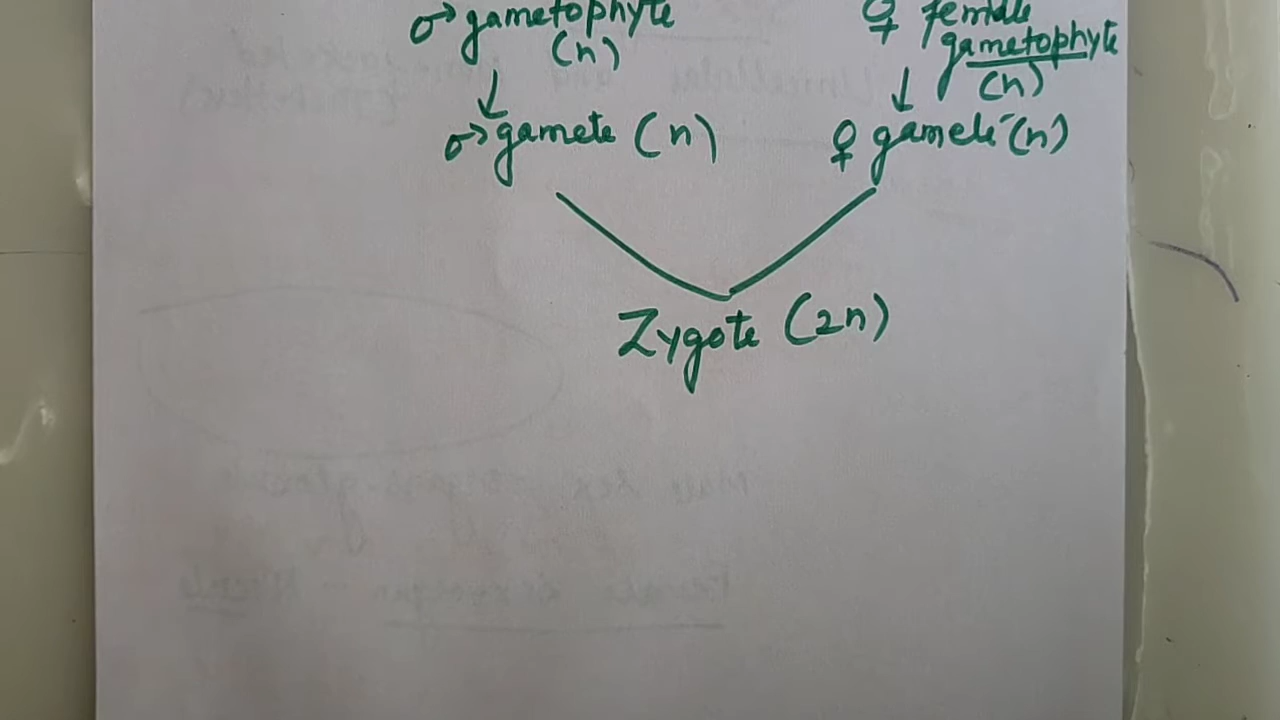 ♂ gametophyte
(n)
♀ female
gametophyte
(n)
♂ gamete (n)
♀ gamete (n)
Zygote (2n)